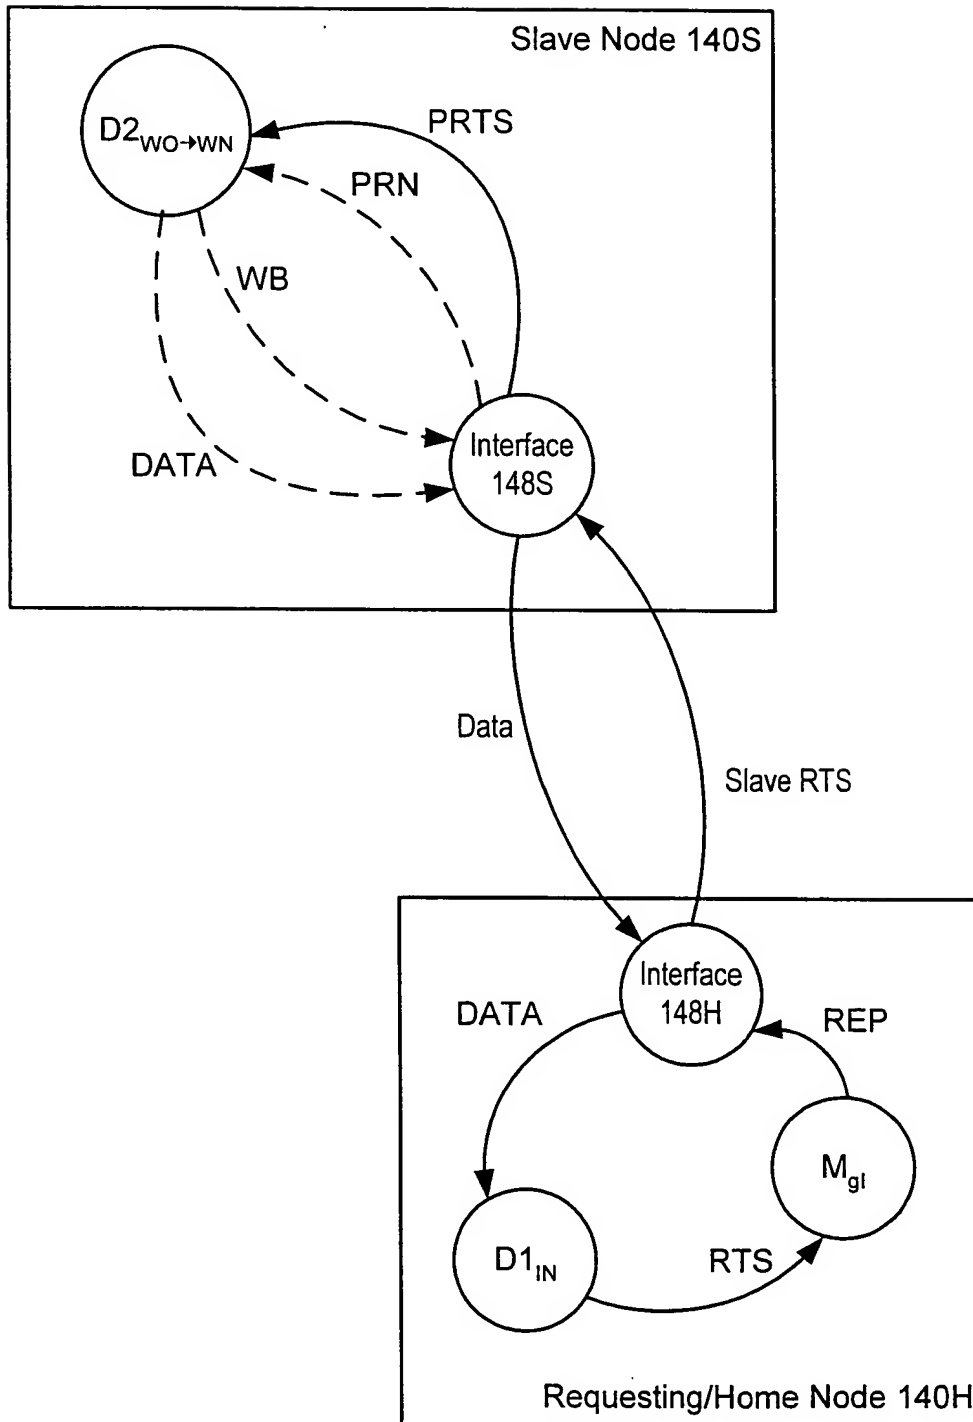 Slave Node 140S
D2WO→WN
PRTS
PRN
WB
DATA
Interface
148S
Data
Slave RTS
Interface
148H
DATA
REP
MgI
D1IN
RTS
Requesting/Home Node 140H